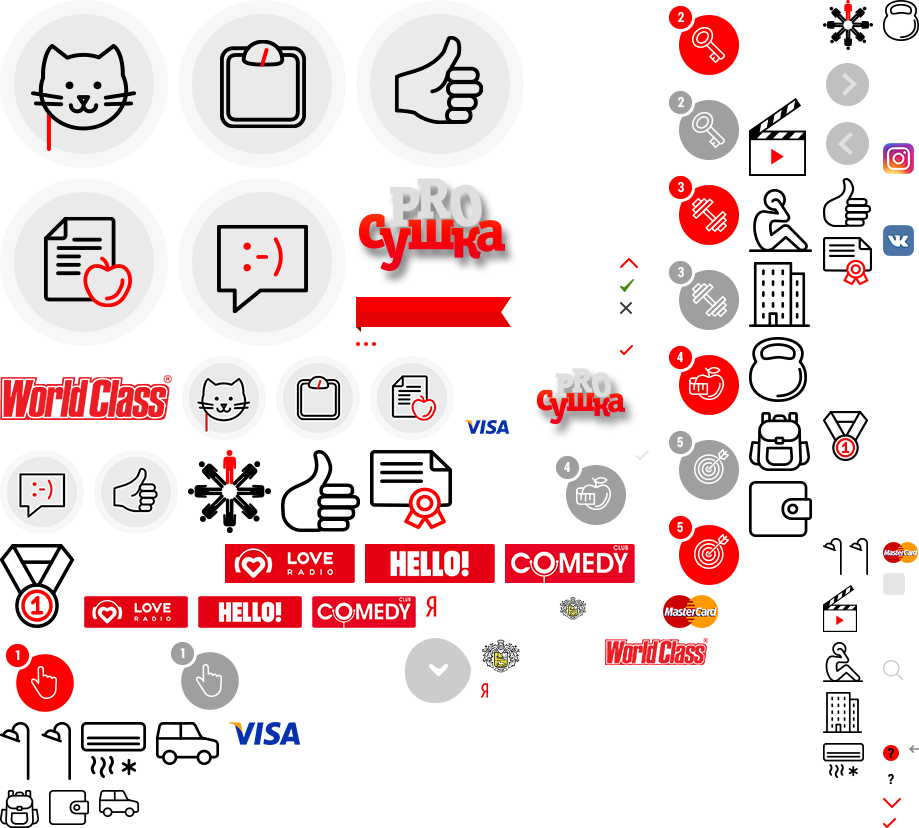 2
2
PRO
Сушка
3
3
World Class®
4
PRO
Сушка
VISA
5
4
1
LOVE
RADIO
HELLO!
COMEDY
CLUB
5
MasterCard
1
LOVE
RADIO
HELLO!
COMEDY
CLUB
Я
MasterCard
World Class®
1
1
Я
VISA
?
?